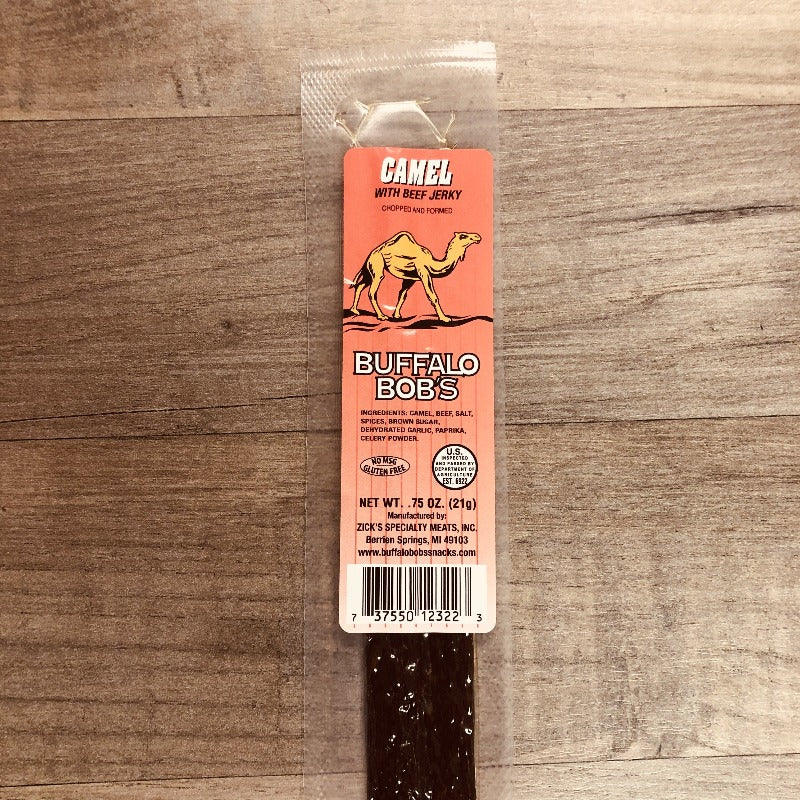 CAMEL
WITH BEEF JERKY
CHOPPED AND FORMED
BUFFALO
BOB'S
INGREDIENTS: CAMEL, BEEF, SALT,
SPICES, BROWN SUGAR,
DEHYDRATED GARLIC, PAPRIKA,
CELERY POWDER.
NO MSG
GLUTEN FREE
U.S.
INSPECTED
AND PASSED BY
DEPARTMENT OF
AGRICULTURE
EST. 6922
NET WT. .75 OZ. (21g)
Manufactured by:
ZICK'S SPECIALTY MEATS, INC.
Berrien Springs, MI 49103
www.buffalobobssnacks.com
7 37550 12322 3